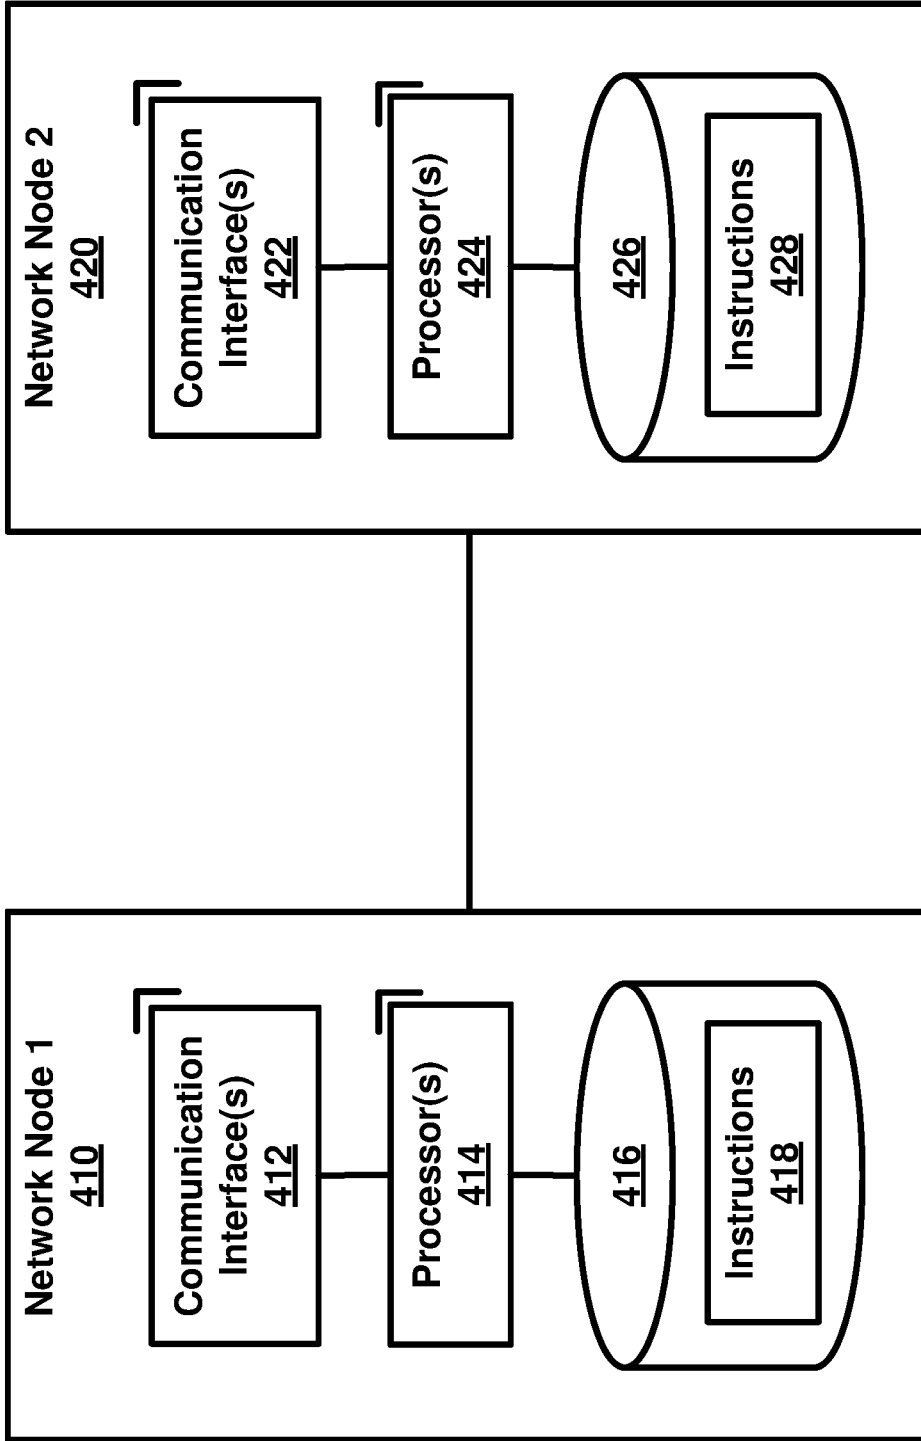 Network Node 1
410
Communication
Interface(s)
412
Processor(s)
414
416
Instructions
418
Network Node 2
420
Communication
Interface(s)
422
Processor(s)
424
426
Instructions
428